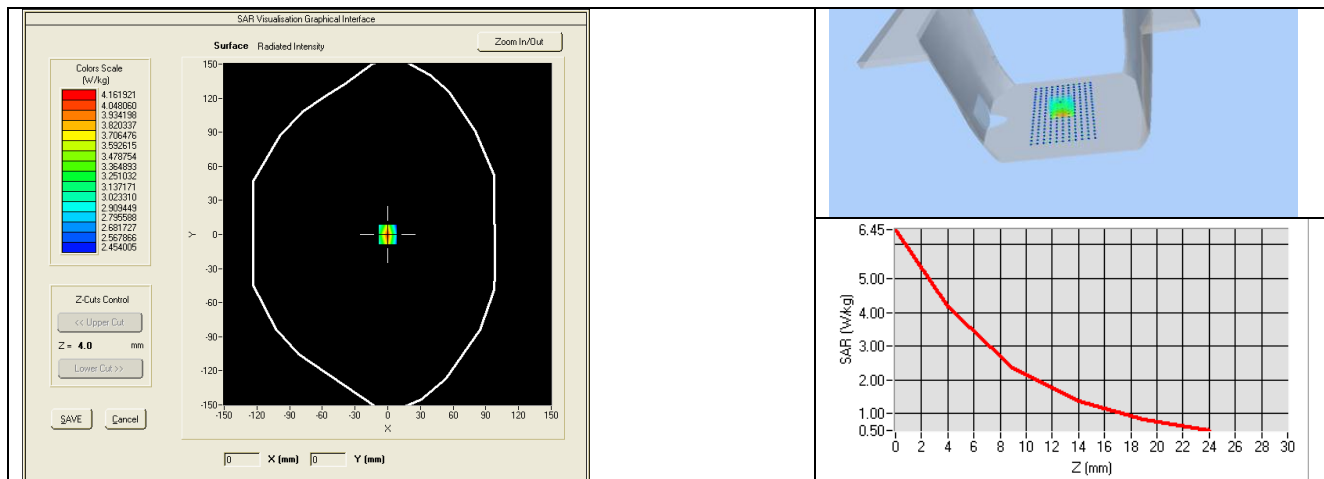 SAR Visualisation Graphical Interface
Surface Radiated Intensity
Zoom In/Out
Colors Scale
(W/kg)
4.161921
4.048060
3.934198
3.820337
3.706476
3.592615
3.478754
3.364893
3.251032
3.137171
3.023310
2.909449
2.795588
2.681727
2.567866
2.454005
Z-Cuts Control
<< Upper Cut
Z = 4.0 mm
Lower Cut >>
SAVE Cancel
150
120
90
60
30
0
-30
-60
-90
-120
-150
Y
-150 -120 -90 -60 -30 0 30 60 90 120 150
X
0 X (mm) 0 Y (mm)
6.45
5.00
4.00
3.00
2.00
1.00
0.50
SAR (W/kg)
0 2 4 6 8 10 12 14 16 18 20 22 24 26 28 30
Z (mm)